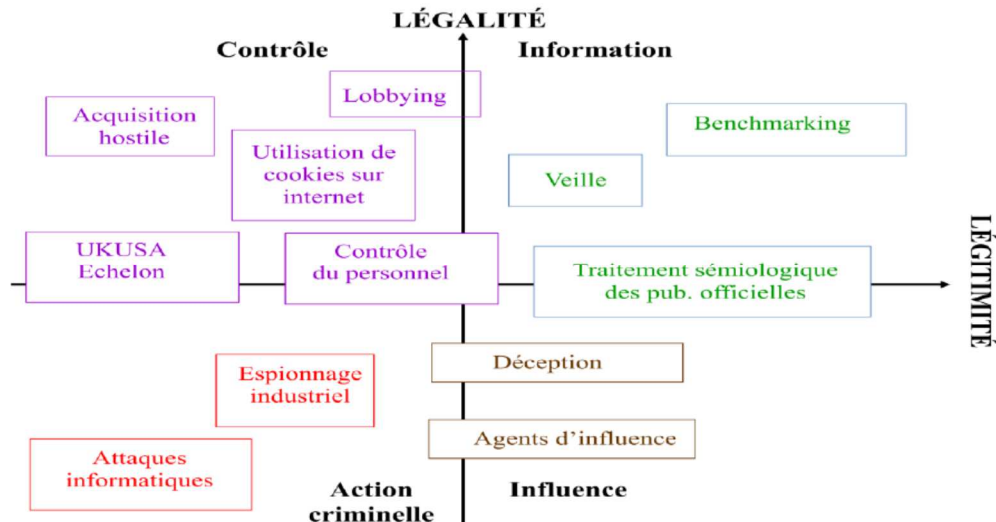 LÉGALITÉ
Contrôle
Information
Lobbying
Acquisition
hostile
Benchmarking
Utilisation de
cookies sur
internet
Veille
UKUSA
Echelon
Contrôle
du personnel
Traitement sémiologique
des pub. officielles
LÉGITIMITÉ
Espionnage
industriel
Déception
Agents d’influence
Attaques
informatiques
Action
criminelle
Influence